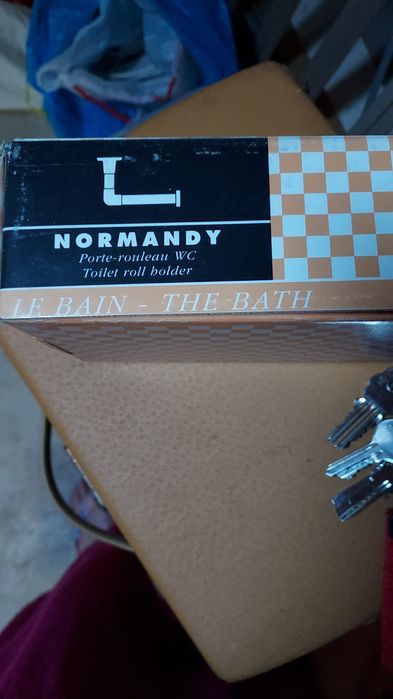 NORMANDY
Porte-rouleau WC
Toilet roll holder
LE BAIN - THE BATH